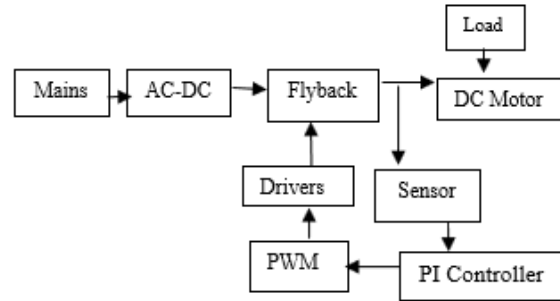 Load
Mains
AC-DC
Flyback
DC Motor
Drivers
Sensor
PWM
PI Controller